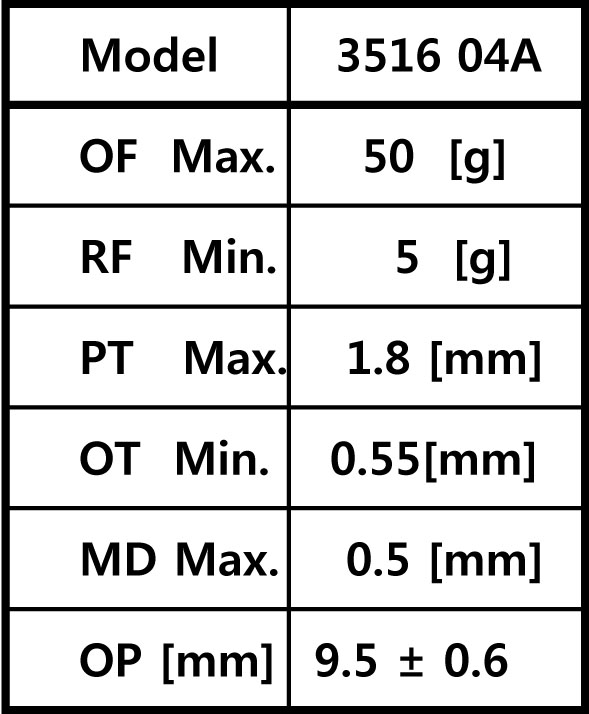 Model 3516 04A
OF Max. 50 [g]
RF Min. 5 [g]
PT Max. 1.8 [mm]
OT Min. 0.55[mm]
MD Max. 0.5 [mm]
OP [mm] 9.5 ± 0.6